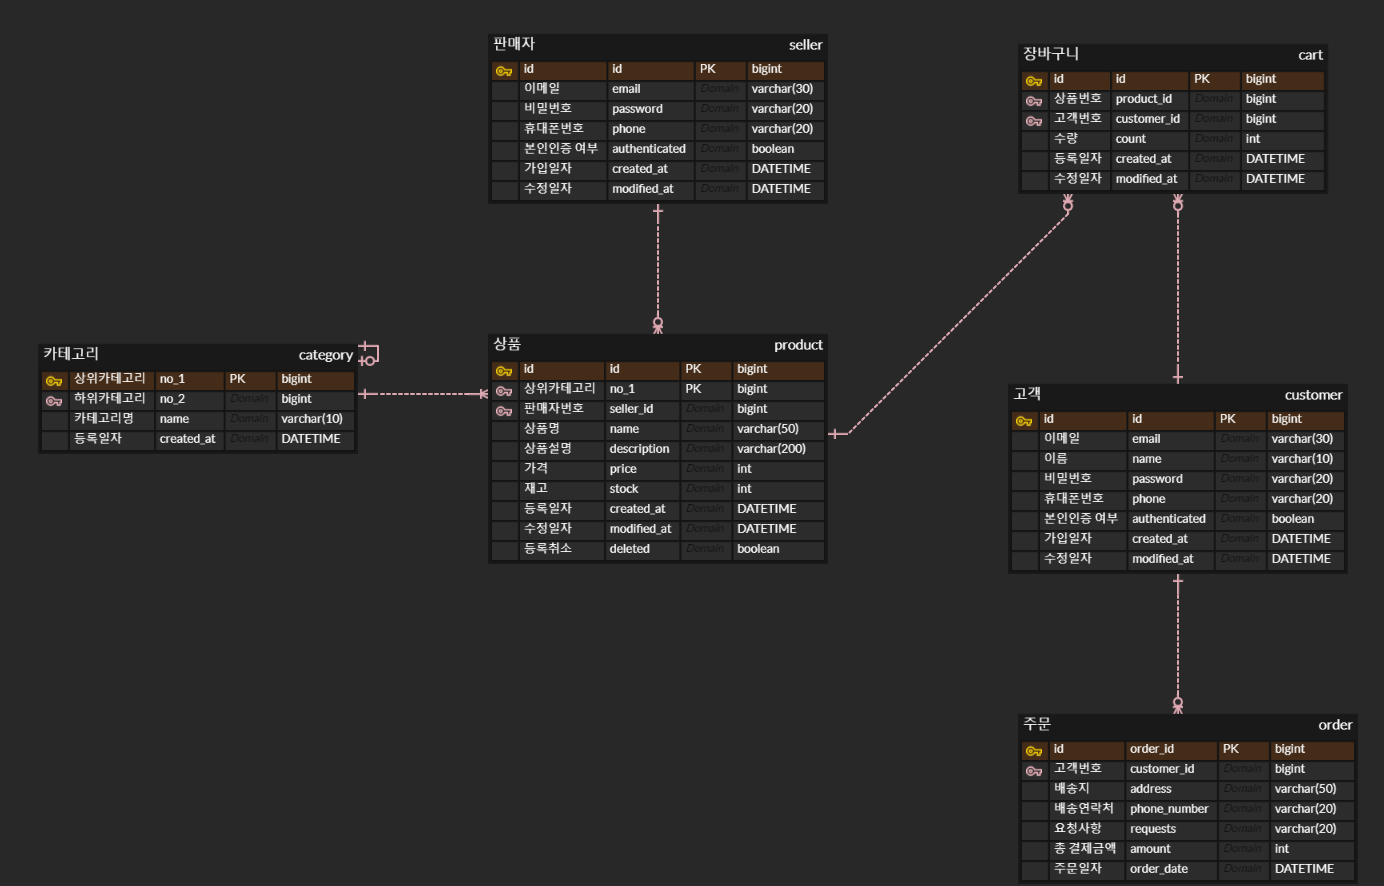 판매자 seller
id id PK bigint
이메일 email Domain varchar(30)
비밀번호 password Domain varchar(20)
휴대폰번호 phone Domain varchar(20)
본인인증 여부 authenticated Domain boolean
가입일자 created_at Domain DATETIME
수정일자 modified_at Domain DATETIME
장바구니 cart
id id PK bigint
상품번호 product_id Domain bigint
고객번호 customer_id Domain bigint
수량 count Domain int
등록일자 created_at Domain DATETIME
수정일자 modified_at Domain DATETIME
카테고리 category
상위카테고리 no_1 PK bigint
하위카테고리 no_2 Domain bigint
카테고리명 name Domain varchar(10)
등록일자 created_at Domain DATETIME
상품 product
id id PK bigint
상위카테고리 no_1 PK bigint
판매자번호 seller_id Domain bigint
상품명 name Domain varchar(50)
상품설명 description Domain varchar(200)
가격 price Domain int
재고 stock Domain int
등록일자 created_at Domain DATETIME
수정일자 modified_at Domain DATETIME
등록취소 deleted Domain boolean
고객 customer
id id PK bigint
이메일 email Domain varchar(30)
이름 name Domain varchar(10)
비밀번호 password Domain varchar(20)
휴대폰번호 phone Domain varchar(20)
본인인증 여부 authenticated Domain boolean
가입일자 created_at Domain DATETIME
수정일자 modified_at Domain DATETIME
주문 order
id order_id PK bigint
고객번호 customer_id Domain bigint
배송지 address Domain varchar(50)
배송연락처 phone_number Domain varchar(20)
요청사항 requests Domain varchar(20)
총 결제금액 amount Domain int
주문일자 order_date Domain DATETIME